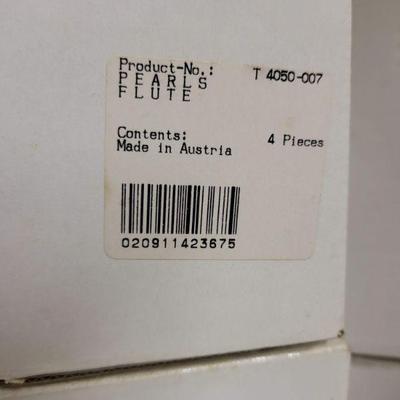 Product-No.: T 4050-007
PEARLS
FLUTE
Contents: 4 Pieces
Made in Austria
020911423675